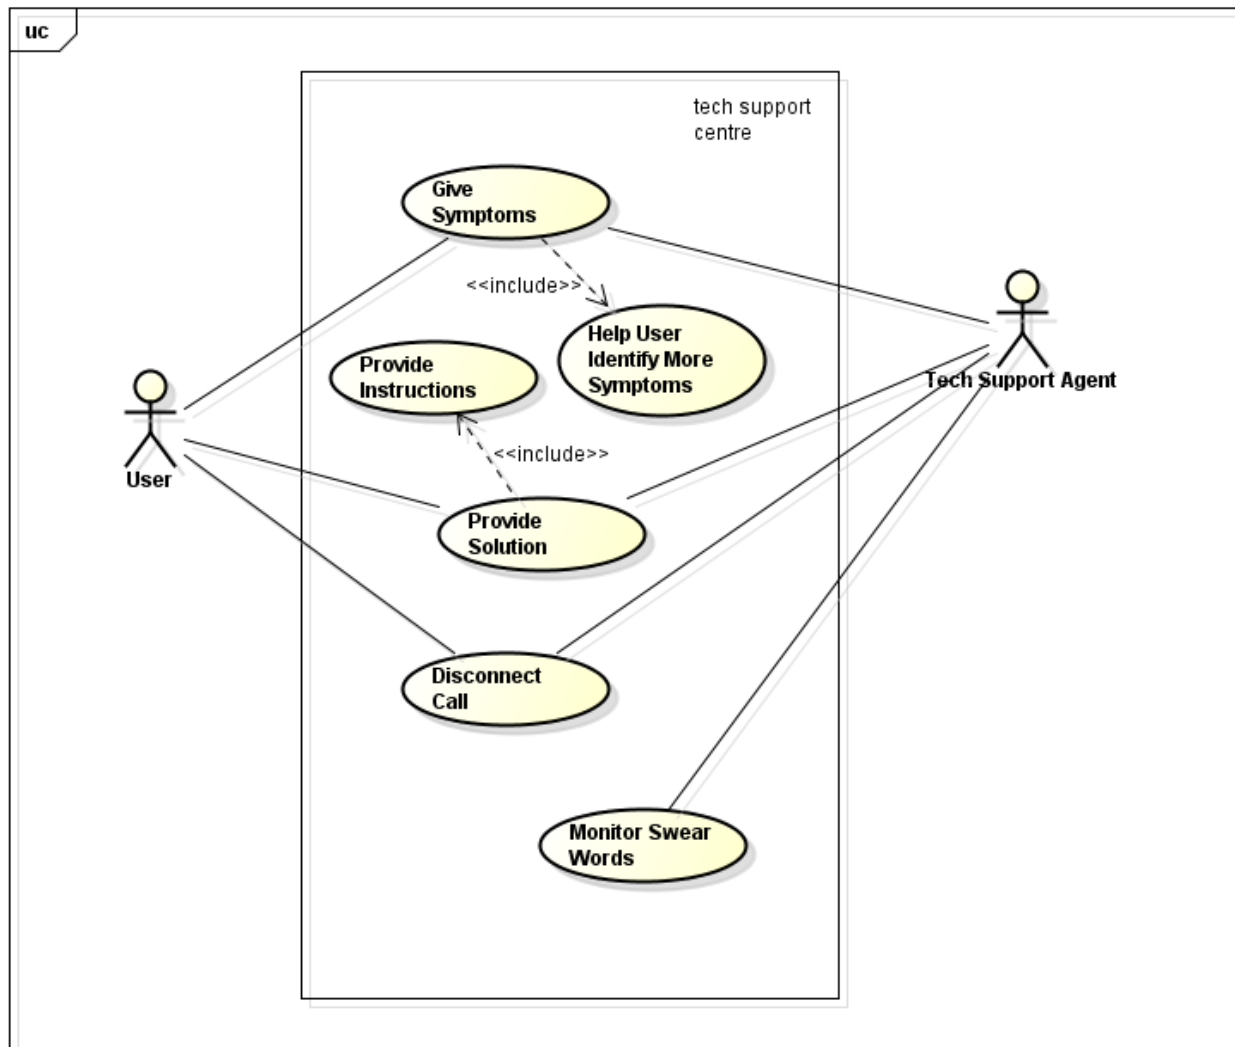 uc
tech support
centre
Give
Symptoms
<<include>>
Help User
Identify More
Symptoms
Provide
Instructions
Tech Support Agent
<<include>>
User
Provide
Solution
Disconnect
Call
Monitor Swear
Words